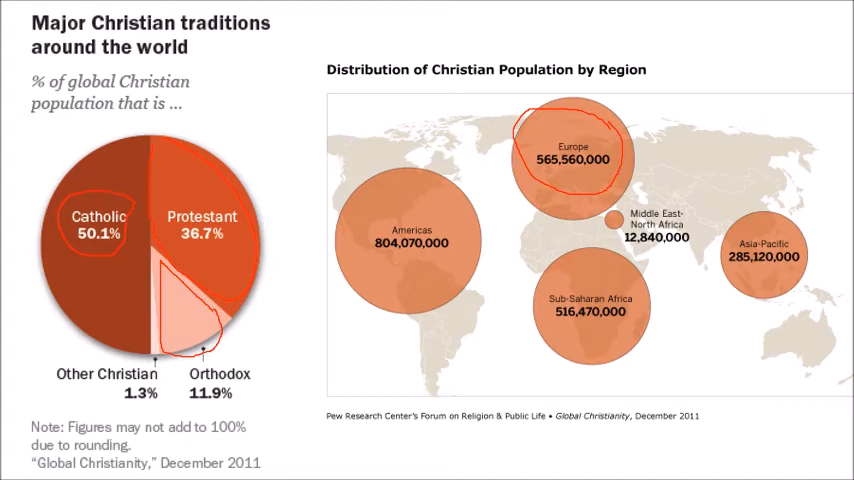 Major Christian traditions
around the world
% of global Christian
population that is ...
Catholic
50.1%
Protestant
36.7%
Other Christian
1.3%
Orthodox
11.9%
Note: Figures may not add to 100%
due to rounding.
“Global Christianity,” December 2011
Distribution of Christian Population by Region
Europe
565,560,000
Americas
804,070,000
Middle East-
North Africa
12,840,000
Asia-Pacific
285,120,000
Sub-Saharan Africa
516,470,000
Pew Research Center's Forum on Religion & Public Life • Global Christianity, December 2011